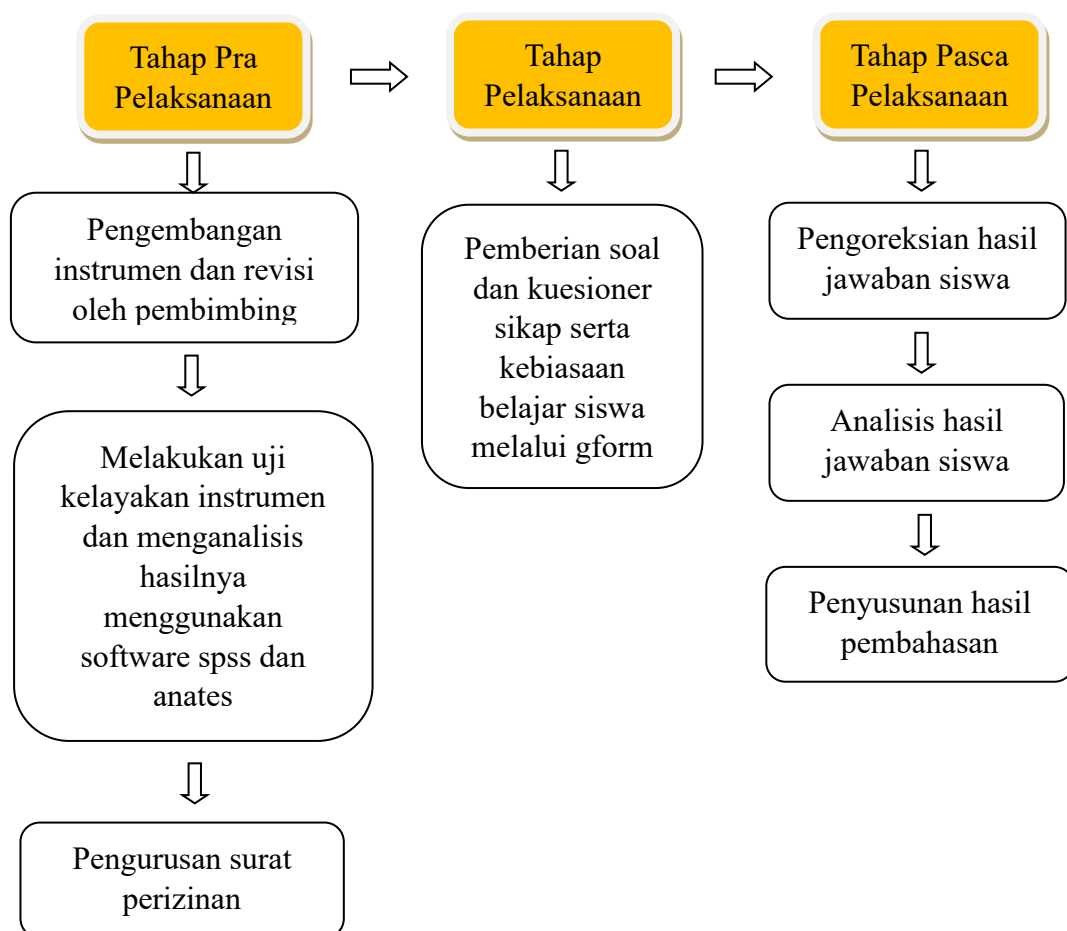 Tahap Pra
Pelaksanaan
Tahap
Pelaksanaan
Tahap Pasca
Pelaksanaan
Pengembangan
instrumen dan revisi
oleh pembimbing
Melakukan uji
kelayakan instrumen
dan menganalisis
hasilnya
menggunakan
software spss dan
anates
Pengurusan surat
perizinan
Pemberian soal
dan kuesioner
sikap serta
kebiasaan
belajar siswa
melalui gform
Pengoreksian hasil
jawaban siswa
Analisis hasil
jawaban siswa
Penyusunan hasil
pembahasan